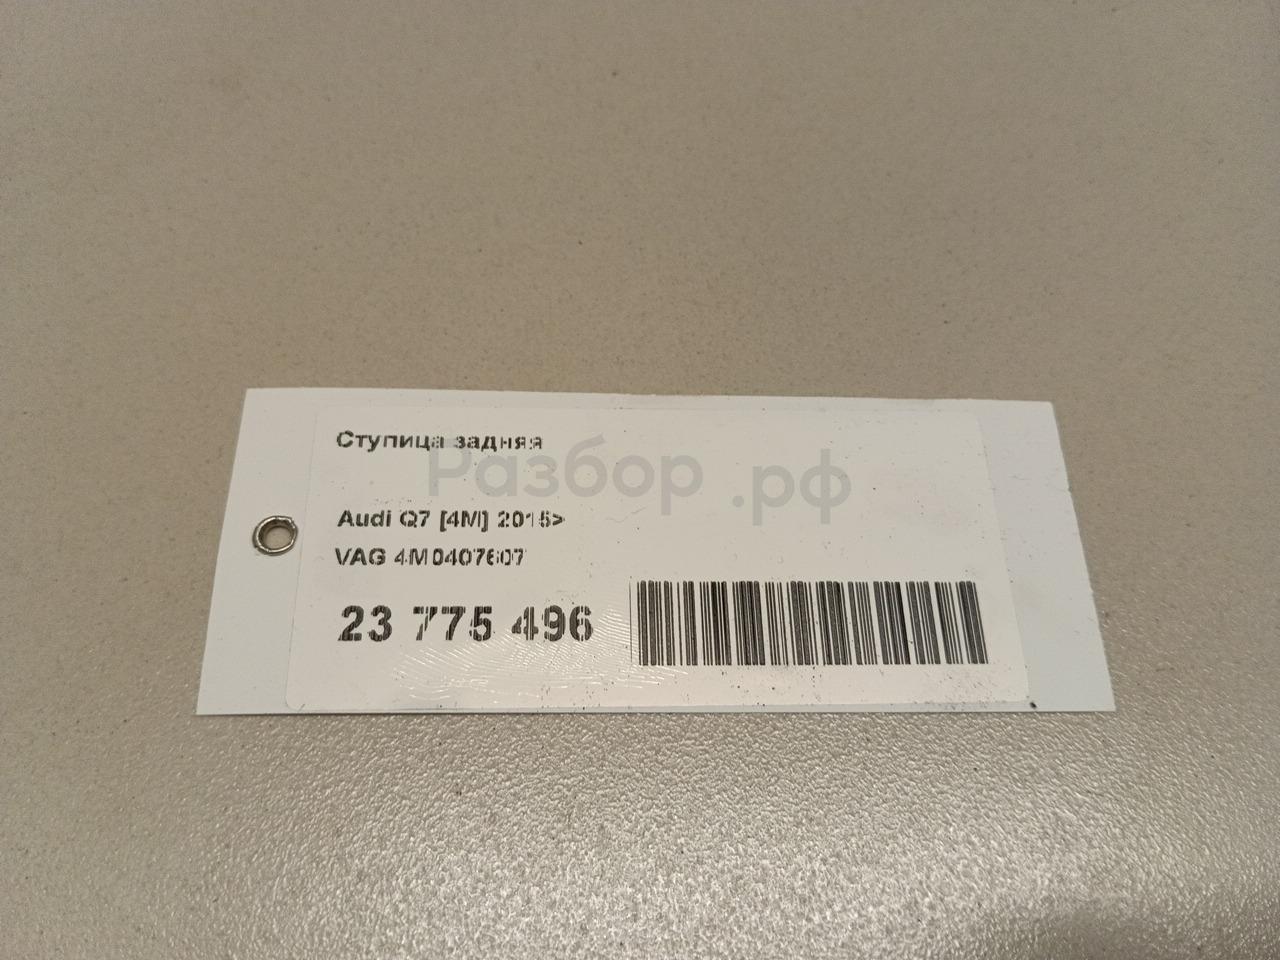 Ступица задняя
Разбор.рф
Audi Q7 [4M] 2015>
VAG 4M0407607
23 775 496